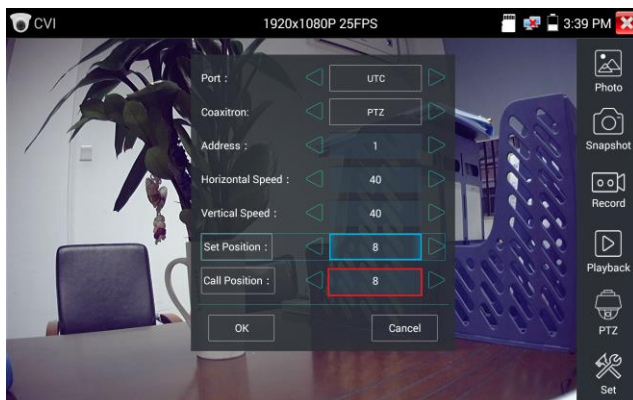 CVI 1920x1080P 25FPS 3:39 PM
Port : UTC
Coaxitron: PTZ
Address : 1
Horizontal Speed : 40
Vertical Speed : 40
Set Position : 8
Call Position : 8
OK Cancel
Photo
Snapshot
Record
Playback
PTZ
Set